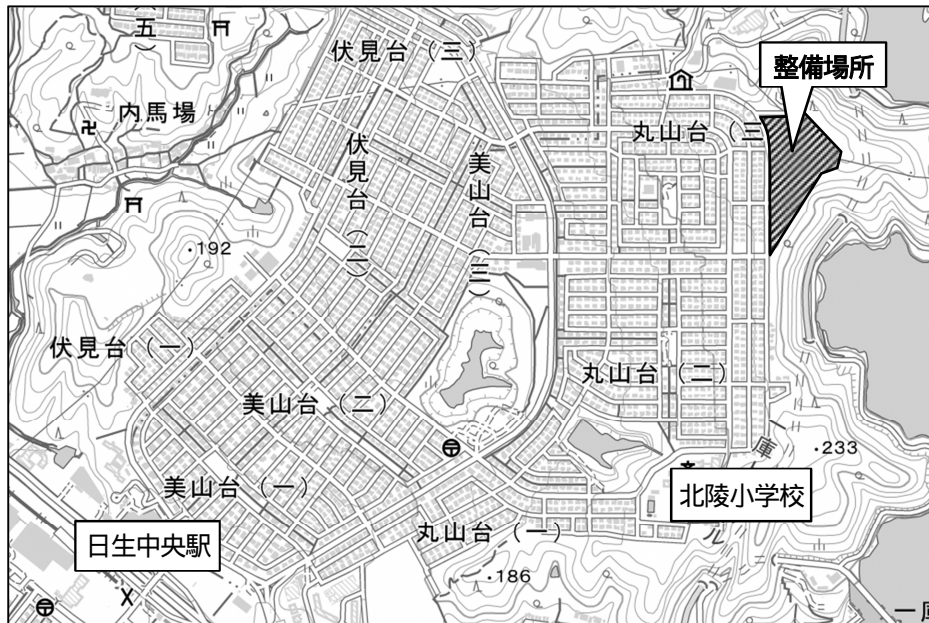 五）
伏見台（三）
整備場所
内馬場
丸山台（三
伏見台（二）
美山台（三）
・192
伏見台（一）
丸山台（二）
美山台（二）
・233
庫
美山台（一）
北陵小学校
日生中央駅
丸山台（一）
・186
一庫